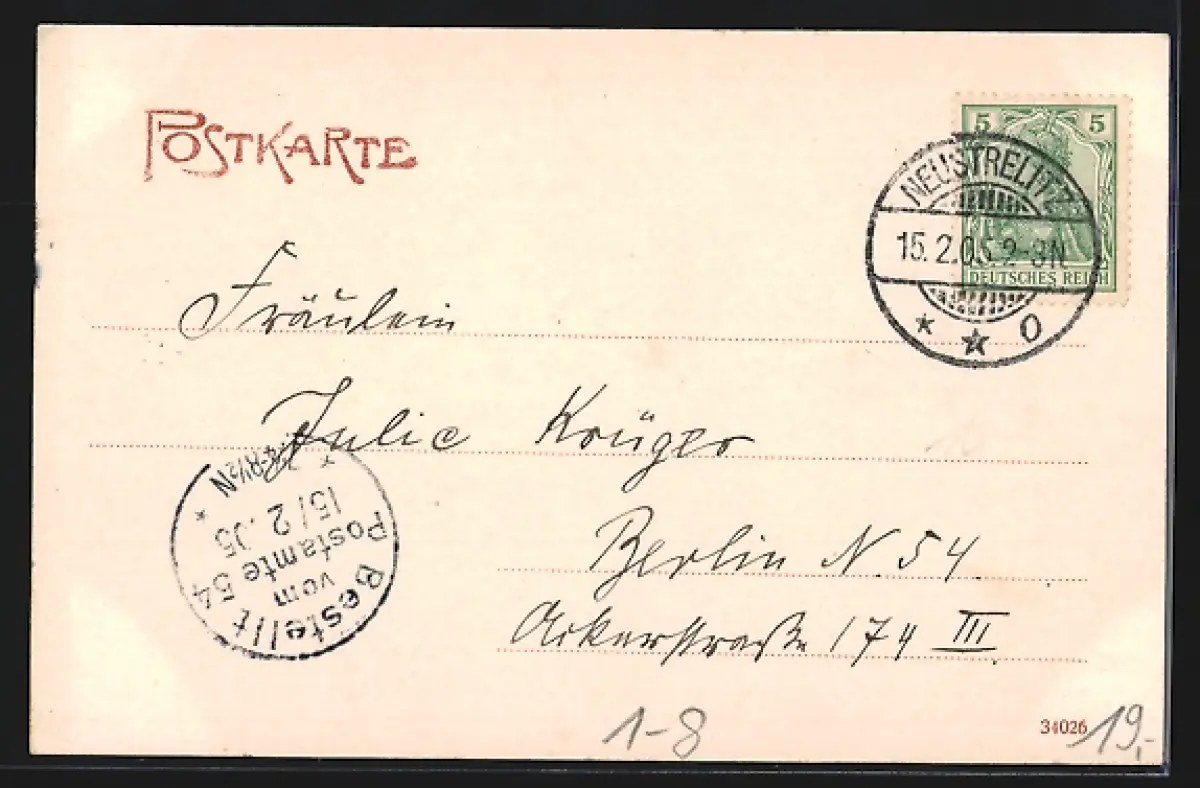 POSTKARTE
5 5
DEUTSCHES REICH
NEUSTRELITZ
15.2.05.2-3N
* * O
Fräulein
Julie Krüger
Berlin N. 54
Ackerstraße 174 III
Bestellt
vom
Postamte 54
15/2.05
N
1-8
34026
19,-